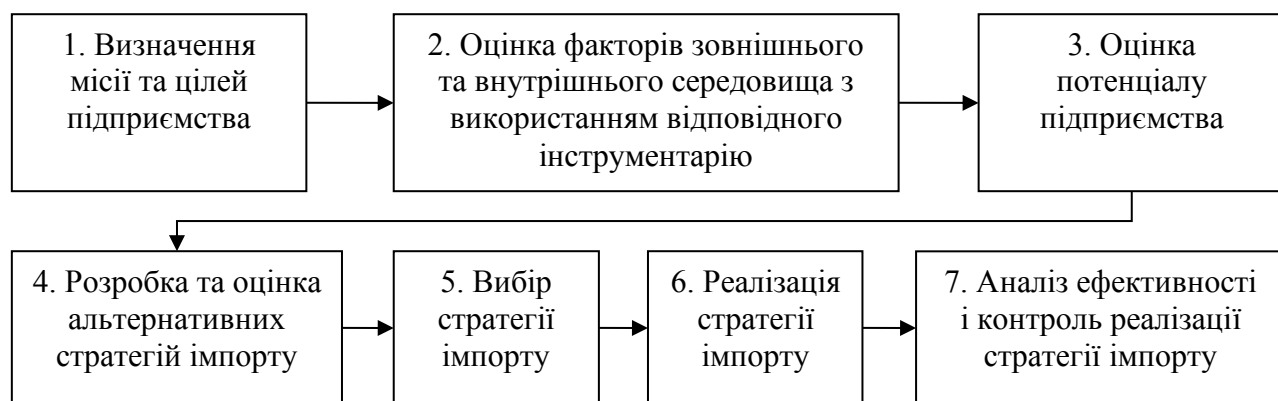 1. Визначення
місії та цілей
підприємства
2. Оцінка факторів зовнішнього
та внутрішнього середовища з
використанням відповідного
інструментарію
3. Оцінка
потенціалу
підприємства
4. Розробка та оцінка
альтернативних
стратегій імпорту
5. Вибір
стратегії
імпорту
6. Реалізація
стратегії
імпорту
7. Аналіз ефективності
і контроль реалізації
стратегії імпорту